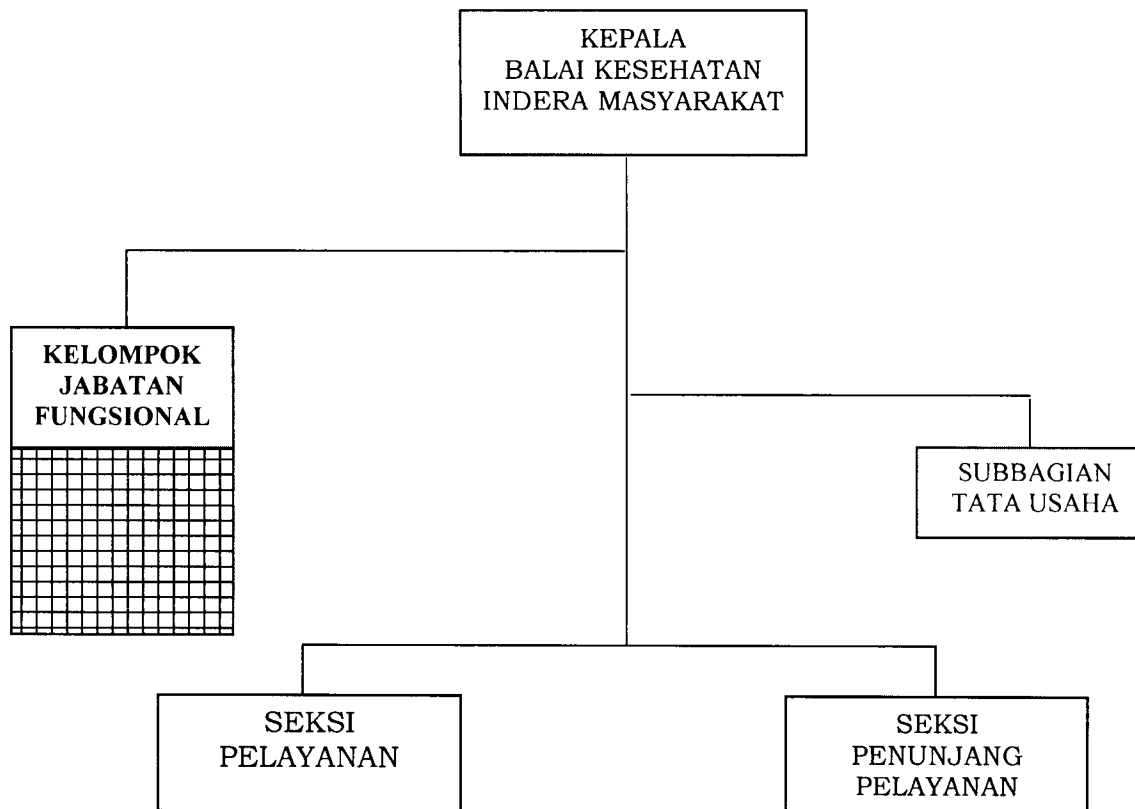 KEPALA
BALAI KESEHATAN
INDERA MASYARAKAT
KELOMPOK
JABATAN
FUNGSIONAL
SUBBAGIAN
TATA USAHA
SEKSI
PELAYANAN
SEKSI
PENUNJANG
PELAYANAN